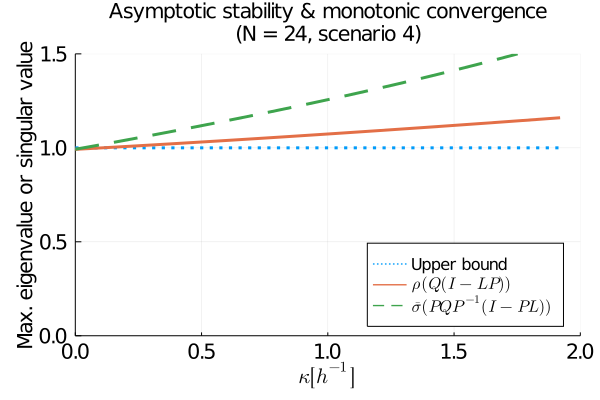 Asymptotic stability & monotonic convergence
(N = 24, scenario 4)
Max. eigenvalue or singular value
1.5
1.0
0.5
0.0
0.0 0.5 1.0 1.5 2.0
κ[h⁻¹]
Upper bound
ρ(Q(I − LP))
σ̄(PQP⁻¹(I − PL))